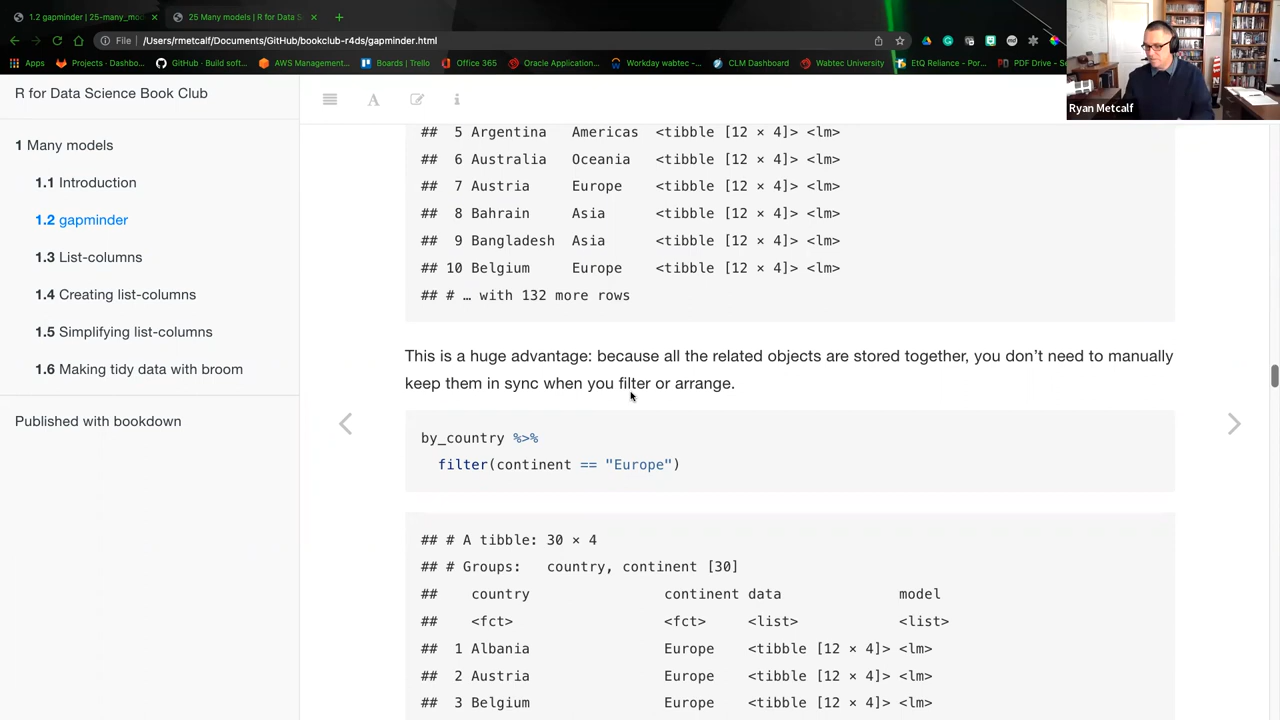 1.2 gapminder | 25-many_mo
25 Many models | R for Data S
File
/Users/rmetcalf/Documents/GitHub/bookclub-r4ds/gapminder.html
Apps
Projects - Dashbo...
GitHub - Build soft...
AWS Management...
Boards | Trello
Office 365
Oracle Application...
Workday wabtec -...
CLM Dashboard
Wabtec University
EtQ Reliance - Por...
PDF Drive - Se
Ryan Metcalf
R for Data Science Book Club
1 Many models
1.1 Introduction
1.2 gapminder
1.3 List-columns
1.4 Creating list-columns
1.5 Simplifying list-columns
1.6 Making tidy data with broom
Published with bookdown
##  5 Argentina   Americas  <tibble [12 × 4]> <lm>
##  6 Australia   Oceania   <tibble [12 × 4]> <lm>
##  7 Austria     Europe    <tibble [12 × 4]> <lm>
##  8 Bahrain     Asia      <tibble [12 × 4]> <lm>
##  9 Bangladesh  Asia      <tibble [12 × 4]> <lm>
## 10 Belgium     Europe    <tibble [12 × 4]> <lm>
## # … with 132 more rows
This is a huge advantage: because all the related objects are stored together, you don’t need to manually
keep them in sync when you filter or arrange.
by_country %>%
filter(continent == "Europe")
## # A tibble: 30 × 4
## # Groups:   country, continent [30]
##    country                continent data              model
##    <fct>                  <fct>     <list>            <list>
##  1 Albania                Europe    <tibble [12 × 4]> <lm>
##  2 Austria                Europe    <tibble [12 × 4]> <lm>
##  3 Belgium                Europe    <tibble [12 × 4]> <lm>